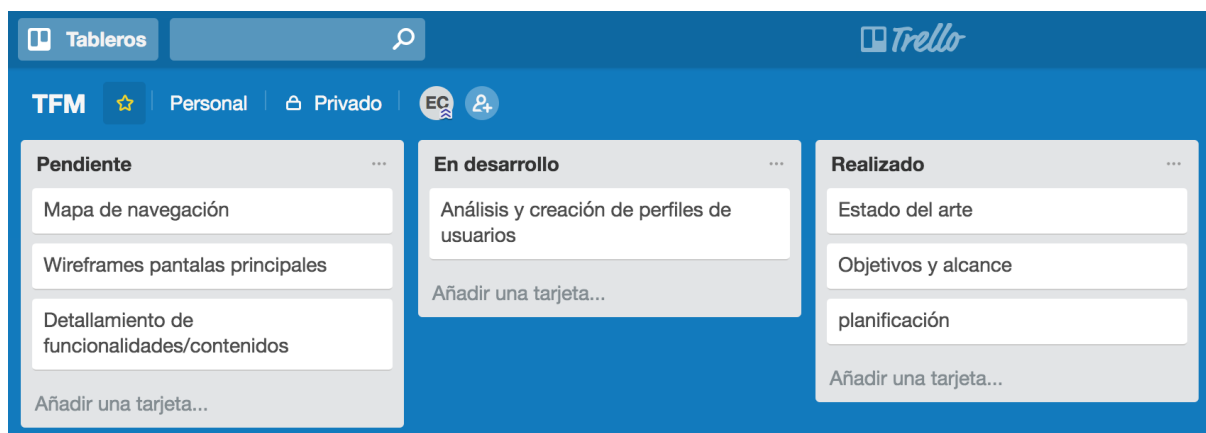 Tableros
Trello
TFM
Personal
Privado
EC
Pendiente
Mapa de navegación
Wireframes pantalas principales
Detallamiento de
funcionalidades/contenidos
Añadir una tarjeta...
En desarrollo
Análisis y creación de perfiles de
usuarios
Añadir una tarjeta...
Realizado
Estado del arte
Objetivos y alcance
planificación
Añadir una tarjeta...